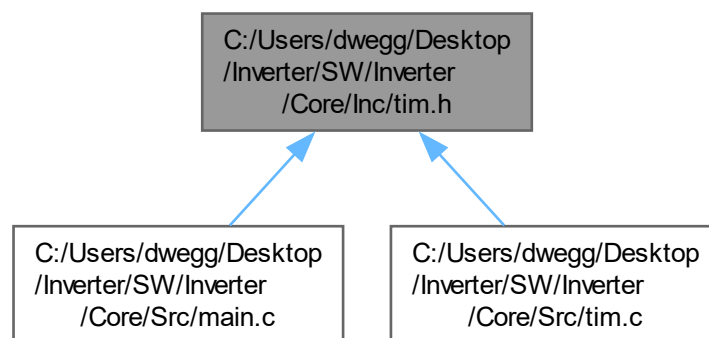 C:/Users/dwegg/Desktop
/Inverter/SW/Inverter
/Core/Inc/tim.h
C:/Users/dwegg/Desktop
/Inverter/SW/Inverter
/Core/Src/main.c
C:/Users/dwegg/Desktop
/Inverter/SW/Inverter
/Core/Src/tim.c